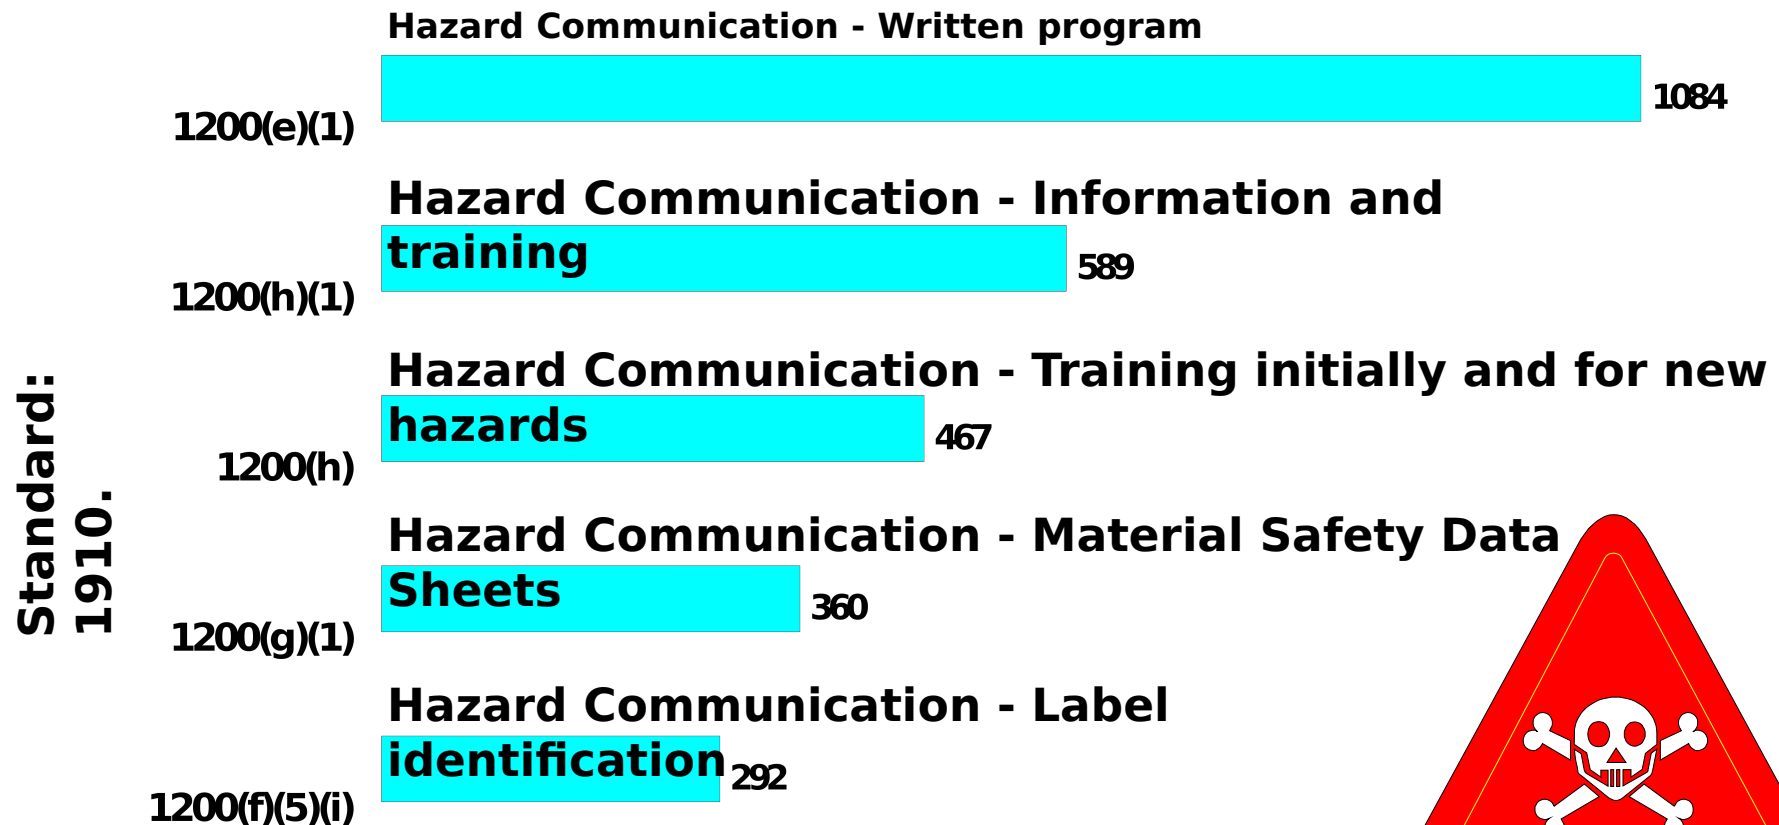 Hazard Communication - Written program
1084
1200(e)(1)
Hazard Communication - Information and
training
589
1200(h)(1)
Hazard Communication - Training initially and for new
hazards
467
1200(h)
Hazard Communication - Material Safety Data
Sheets
360
1200(g)(1)
Hazard Communication - Label
identification
292
1200(f)(5)(i)
Standard:
1910.